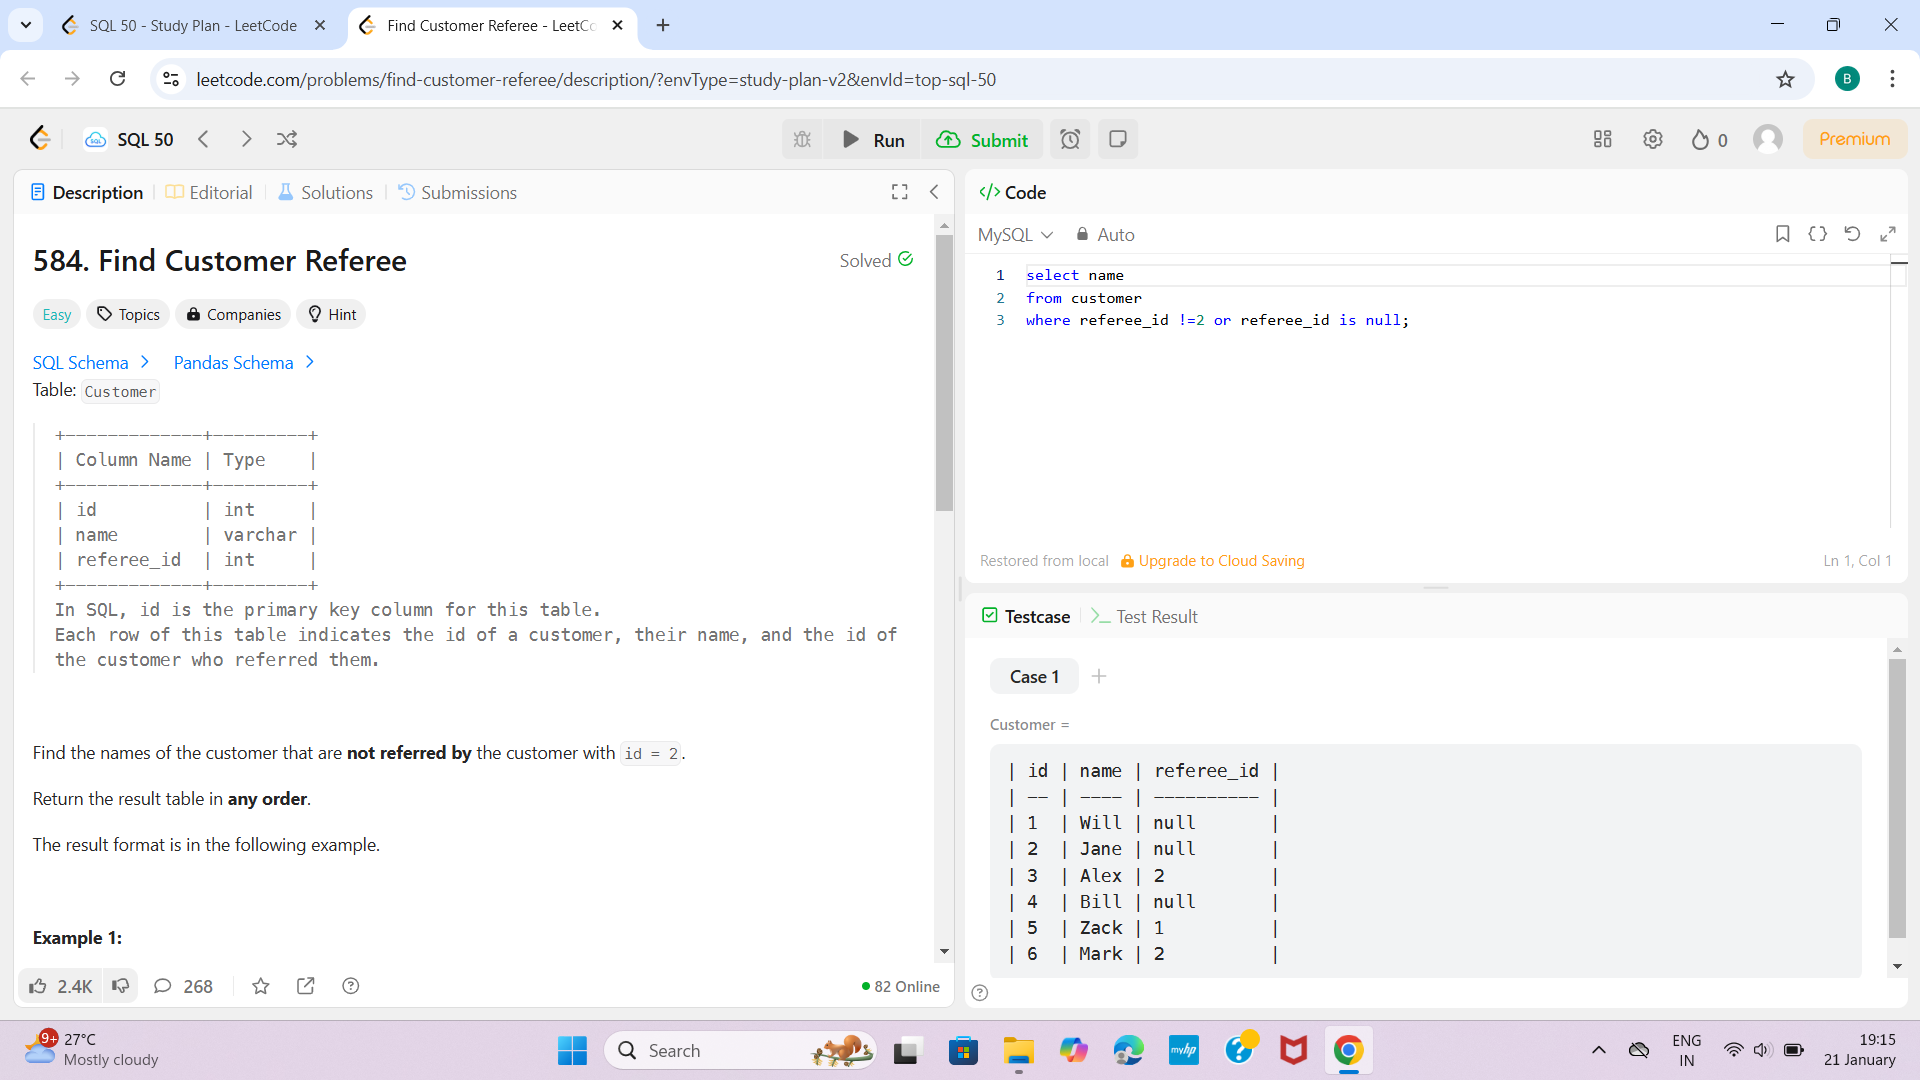 SQL 50 - Study Plan - LeetCode
Find Customer Referee - LeetCo
leetcode.com/problems/find-customer-referee/description/?envType=study-plan-v2&envId=top-sql-50
B
SQL 50
Run
Submit
0
Premium
Description
Editorial
Solutions
Submissions
584. Find Customer Referee
Solved
Easy
Topics
Companies
Hint
SQL Schema
Pandas Schema
Table: Customer
+-------------+---------+
| Column Name | Type    |
+-------------+---------+
| id          | int     |
| name        | varchar |
| referee_id  | int     |
+-------------+---------+
In SQL, id is the primary key column for this table.
Each row of this table indicates the id of a customer, their name, and the id of
the customer who referred them.
Find the names of the customer that are not referred by the customer with id = 2.
Return the result table in any order.
The result format is in the following example.
Example 1:
2.4K
268
82 Online
</> Code
MySQL
Auto
1 select name
2 from customer
3 where referee_id !=2 or referee_id is null;
Restored from local
Upgrade to Cloud Saving
Ln 1, Col 1
Testcase
Test Result
Case 1
Customer =
| id | name | referee_id |
| -- | ---- | ---------- |
| 1  | Will | null       |
| 2  | Jane | null       |
| 3  | Alex | 2          |
| 4  | Bill | null       |
| 5  | Zack | 1          |
| 6  | Mark | 2          |
9+
27°C
Mostly cloudy
Search
myhp
ENG
IN
19:15
21 January